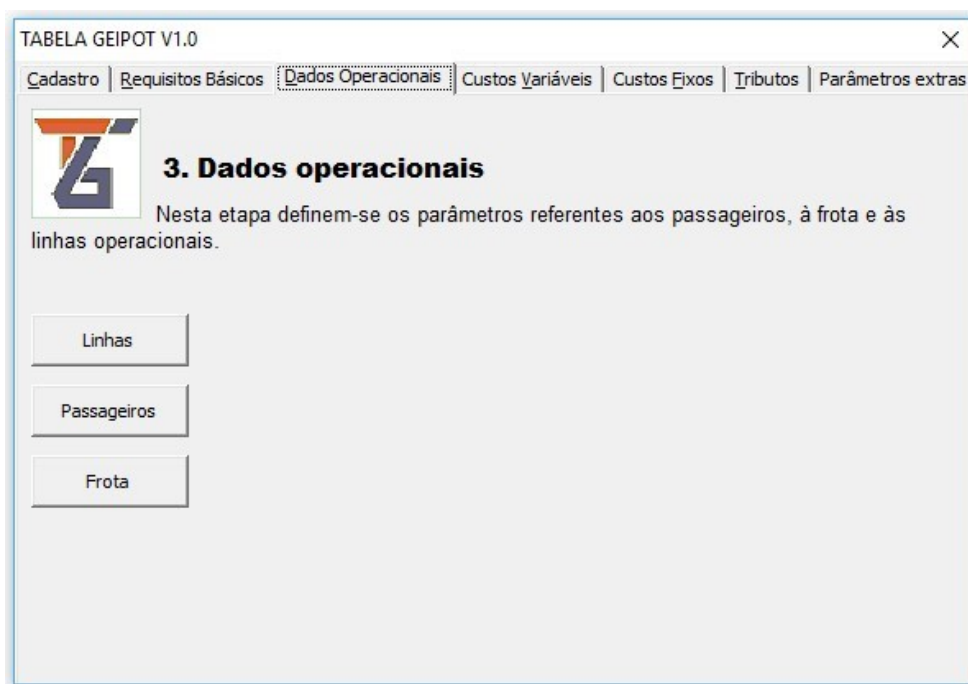 TABELA GEIPOT V1.0
Cadastro Requisitos Básicos Dados Operacionais Custos Variáveis Custos Fixos Tributos Parâmetros extras
3. Dados operacionais
Nesta etapa definem-se os parâmetros referentes aos passageiros, à frota e às
linhas operacionais.
Linhas
Passageiros
Frota